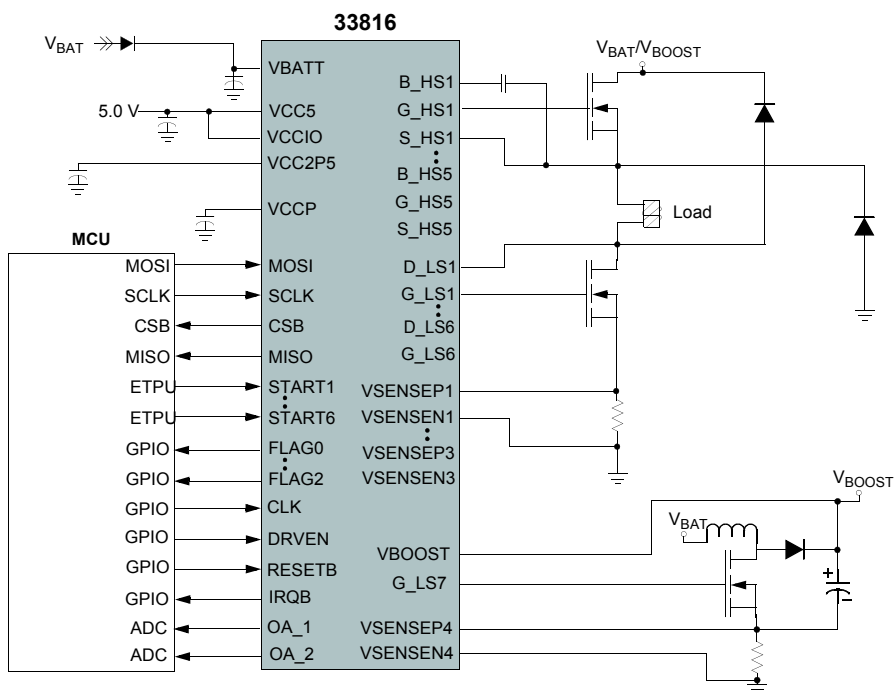 33816
VBAT
VBATT
5.0 V
VCC5
VCCIO
VCC2P5
VCCP
B_HS1
G_HS1
S_HS1
B_HS5
G_HS5
S_HS5
D_LS1
G_LS1
D_LS6
G_LS6
VSENSEP1
VSENSEN1
VSENSEP3
VSENSEN3
VBOOST
G_LS7
VSENSEP4
VSENSEN4
VBAT/VBOOST
Load
VBOOST
VBAT
+
-
MCU
MOSI MOSI
SCLK SCLK
CSB CSB
MISO MISO
ETPU START1
ETPU START6
GPIO FLAG0
GPIO FLAG2
GPIO CLK
GPIO DRVEN
GPIO RESETB
GPIO IRQB
ADC OA_1
ADC OA_2